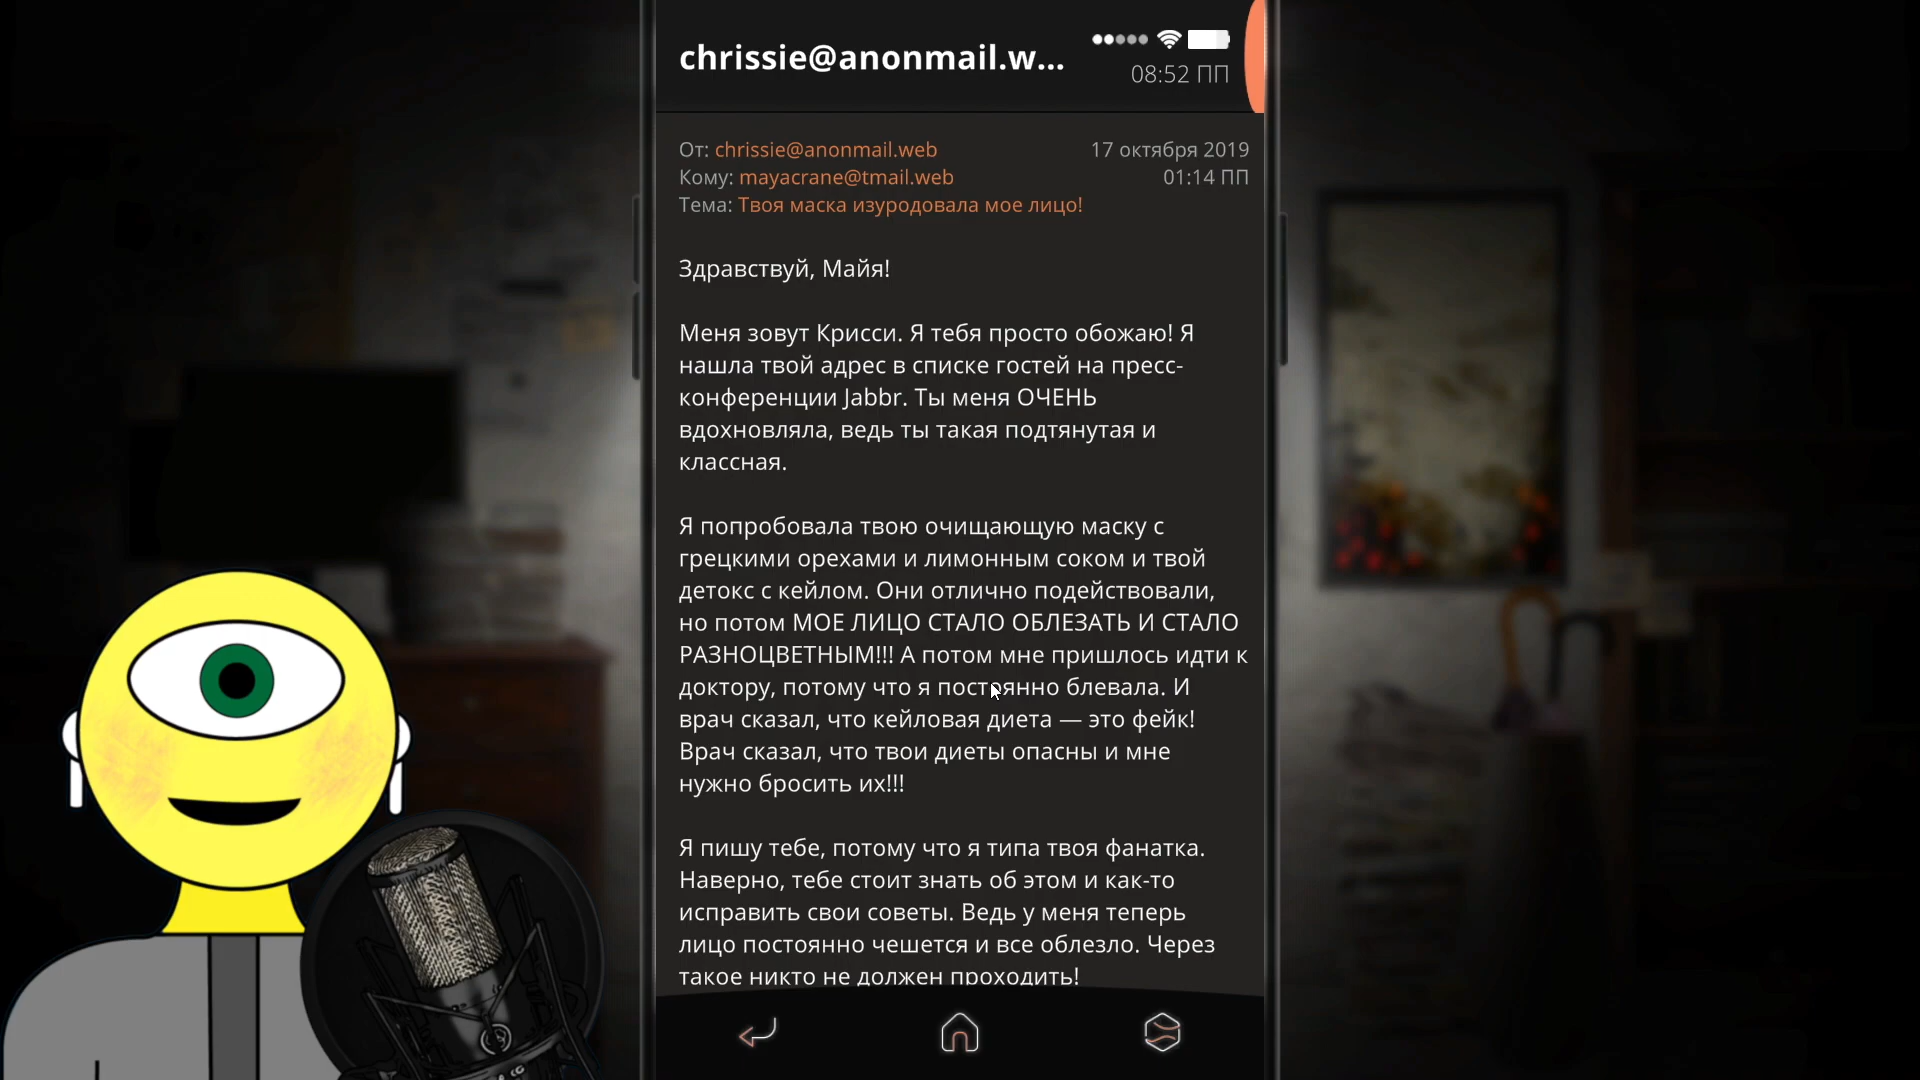 chrissie@anonmail.w...
08:52 ПП
От: chrissie@anonmail.web
17 октября 2019
Кому: mayacrane@tmail.web
01:14 ПП
Тема: Твоя маска изуродовала мое лицо!
Здравствуй, Майя!
Меня зовут Крисси. Я тебя просто обожаю! Я
нашла твой адрес в списке гостей на пресс-
конференции Jabbr. Ты меня ОЧЕНЬ
вдохновляла, ведь ты такая подтянутая и
классная.
Я попробовала твою очищающую маску с
грецкими орехами и лимонным соком и твой
детокс с кейлом. Они отлично подействовали,
но потом МОЕ ЛИЦО СТАЛО ОБЛЕЗАТЬ И СТАЛО
РАЗНОЦВЕТНЫМ!!! А потом мне пришлось идти к
доктору, потому что я постоянно блевала. И
врач сказал, что кейловая диета — это фейк!
Врач сказал, что твои диеты опасны и мне
нужно бросить их!!!
Я пишу тебе, потому что я типа твоя фанатка.
Наверно, тебе стоит знать об этом и как-то
исправить свои советы. Ведь у меня теперь
лицо постоянно чешется и все облезло. Через
такое никто не должен проходить!